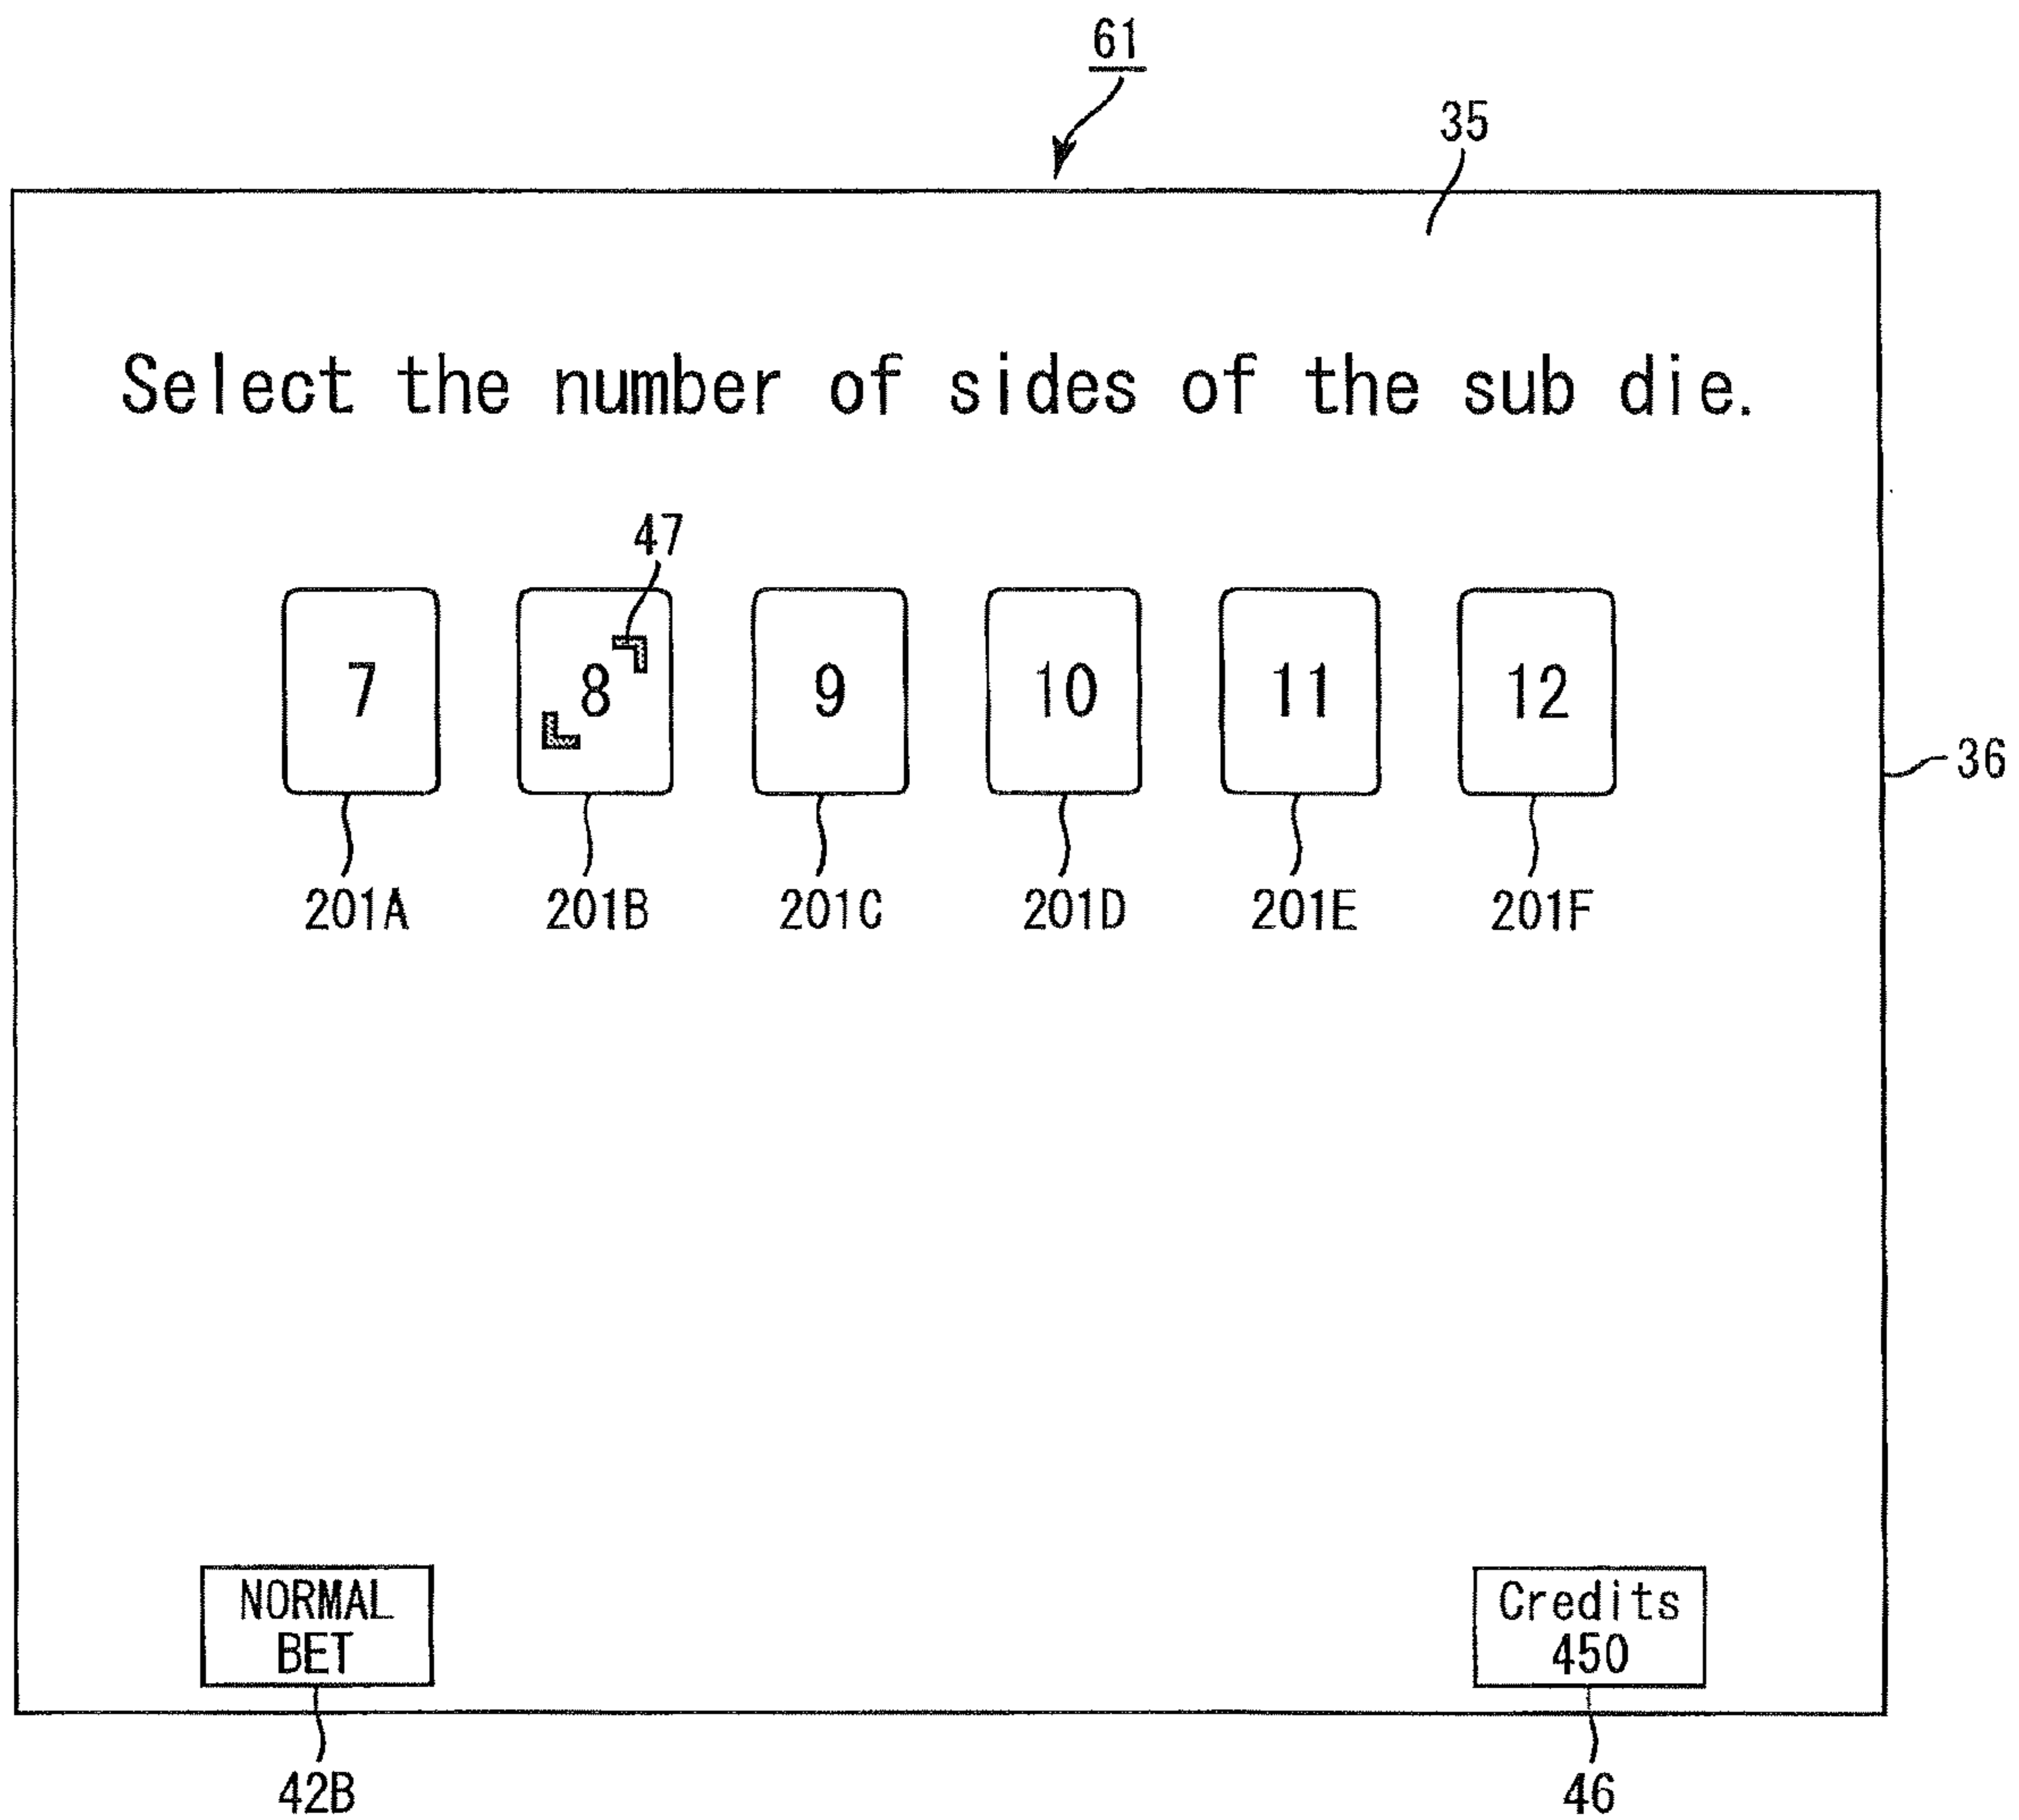 61
35
Select the number of sides of the sub die.
47
7 8 9 10 11 12
36
201A 201B 201C 201D 201E 201F
NORMAL BET
Credits 450
42B
46